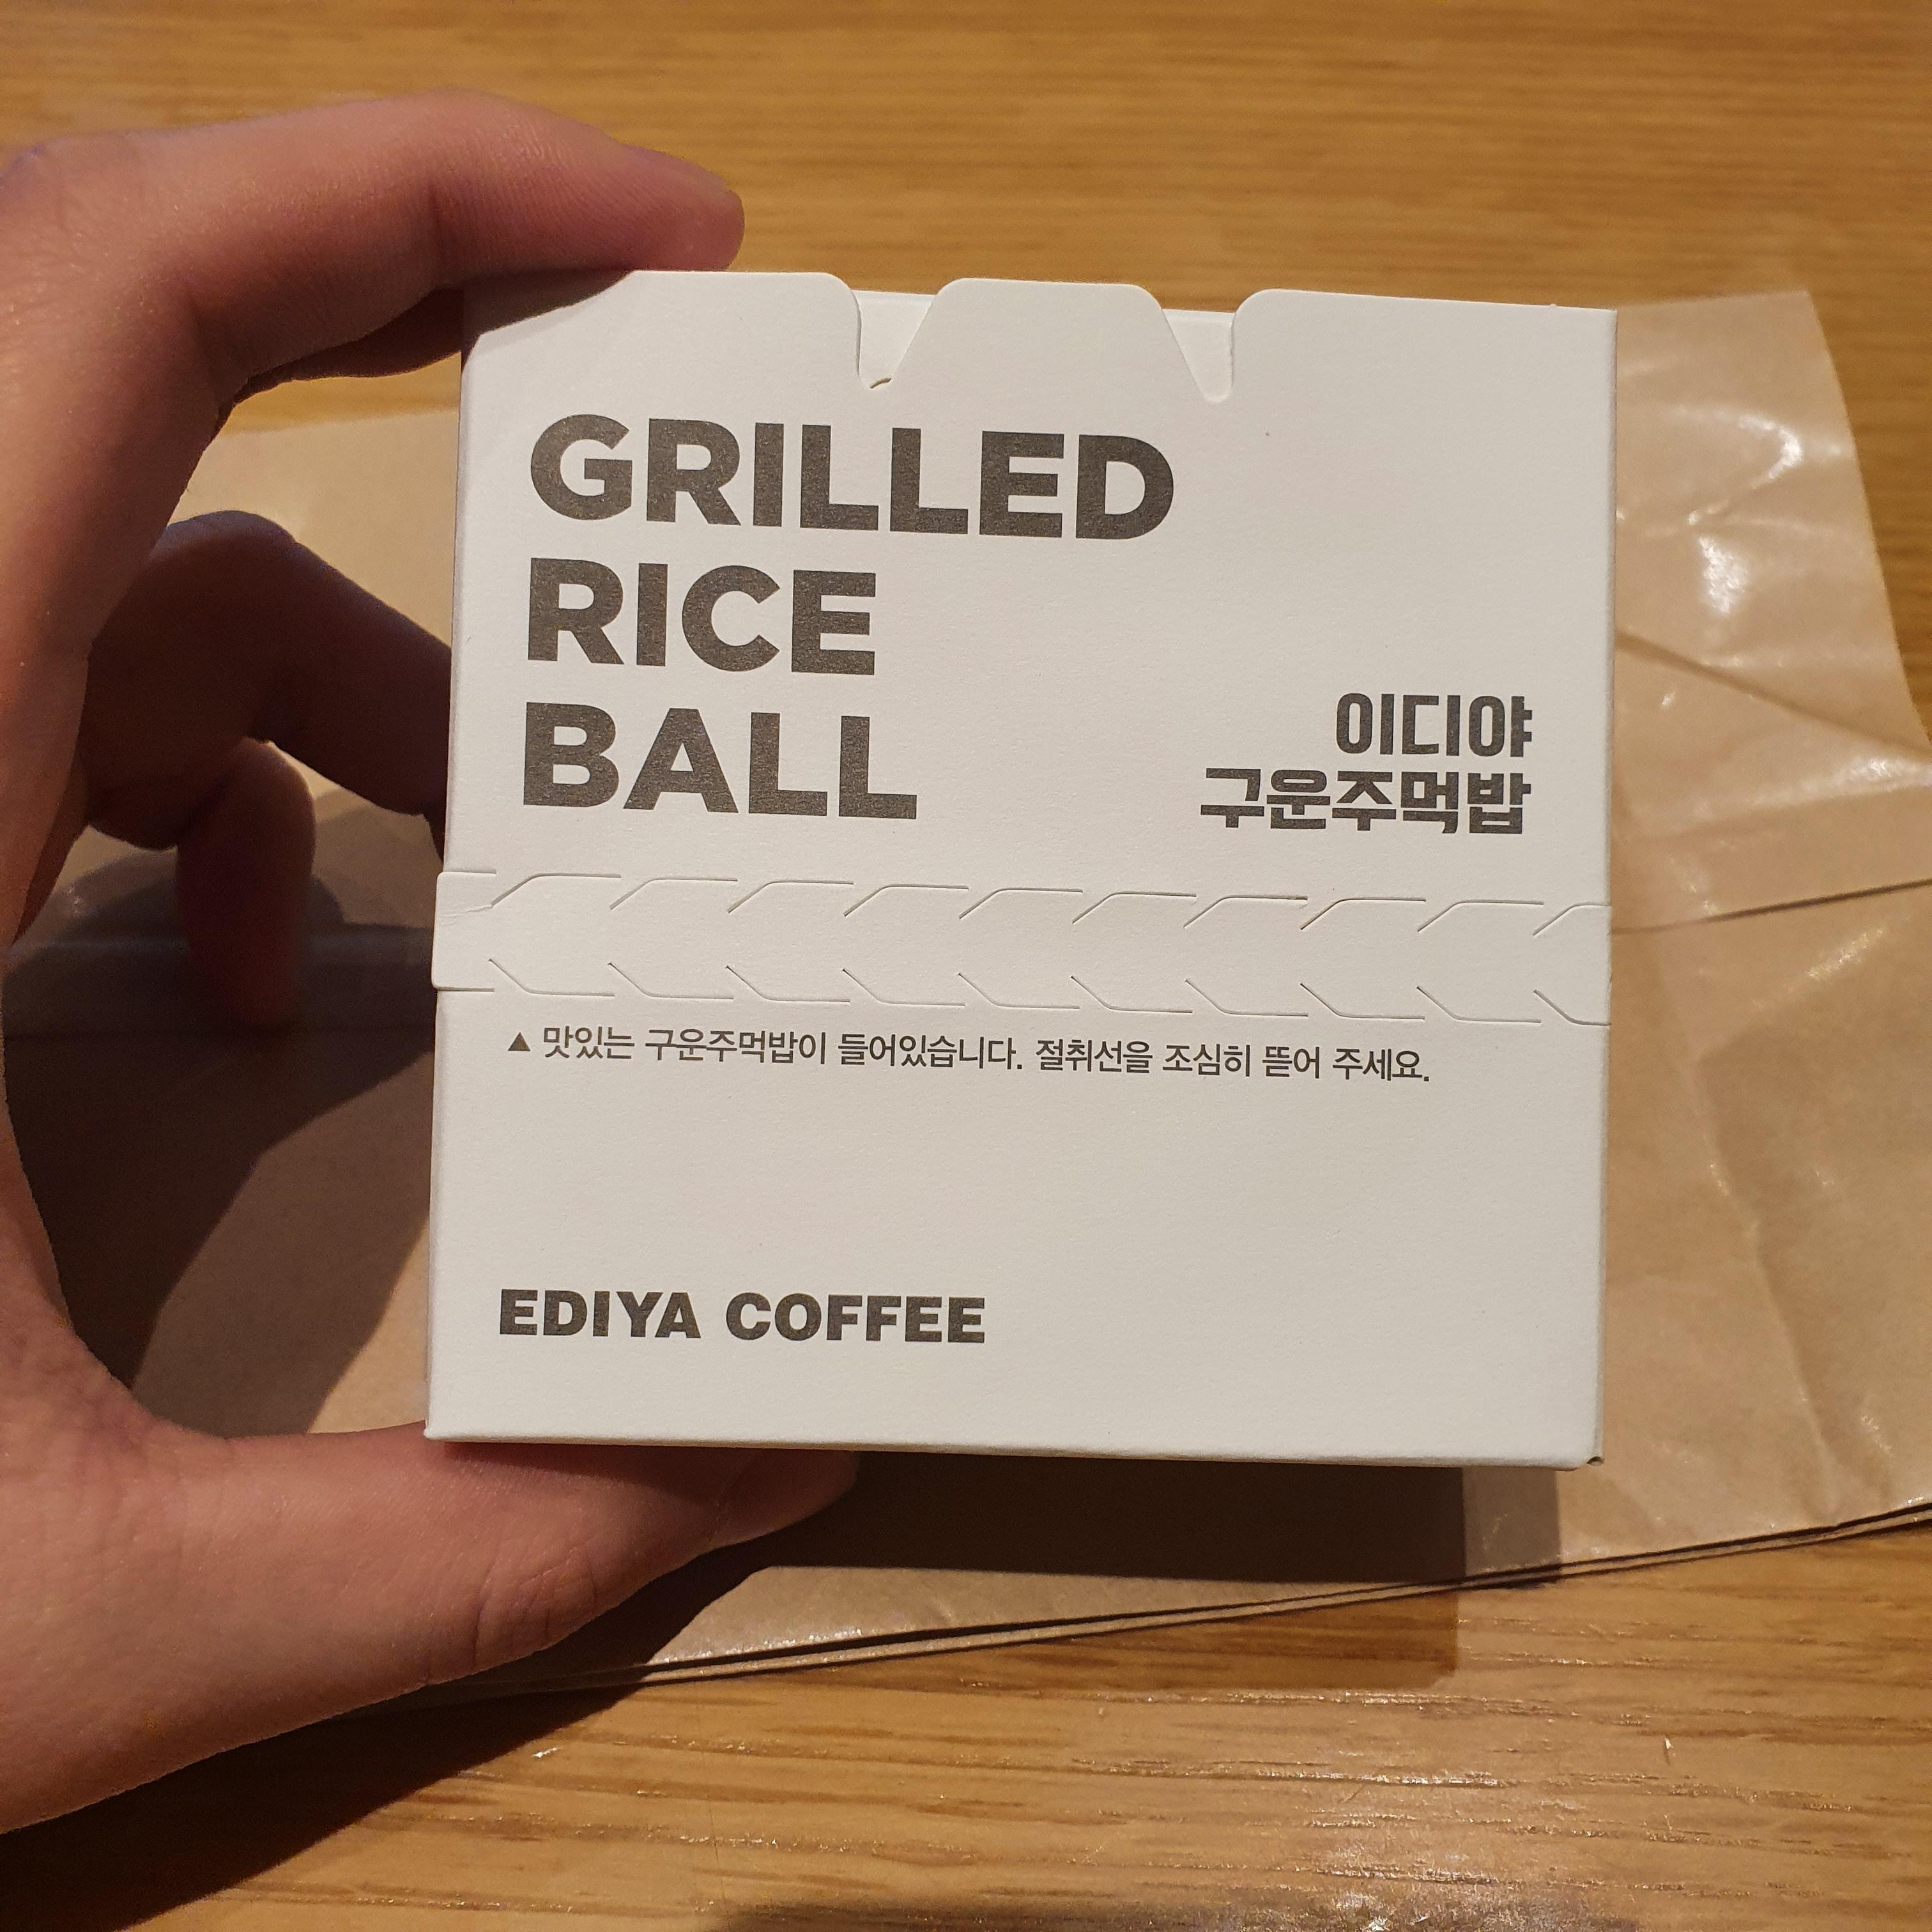 GRILLED
RICE
BALL
이디야
구운주먹밥
▲ 맛있는 구운주먹밥이 들어있습니다. 절취선을 조심히 뜯어 주세요.
EDIYA COFFEE